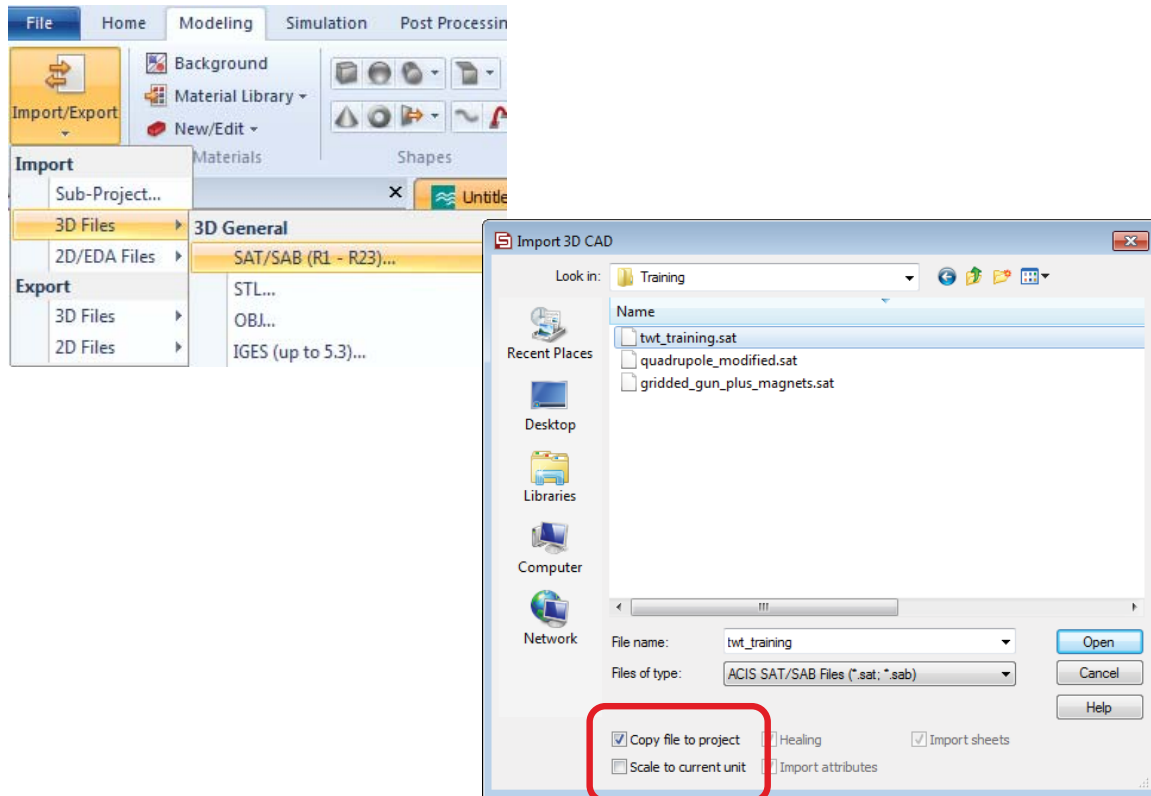 File Home Modeling Simulation Post Processin
Import/Export
Background
Material Library
New/Edit
Materials
Shapes
Import
Sub-Project...
3D Files
2D/EDA Files
Export
3D Files
2D Files
Untitle
3D General
SAT/SAB (R1 - R23)...
STL...
OBJ...
IGES (up to 5.3)...
Import 3D CAD
Look in: Training
Recent Places
Desktop
Libraries
Computer
Network
Name
twt_training.sat
quadrupole_modified.sat
gridded_gun_plus_magnets.sat
File name: twt_training Open
Files of type: ACIS SAT/SAB Files (*.sat; *.sab) Cancel
Help
Copy file to project Healing Import sheets
Scale to current unit Import attributes